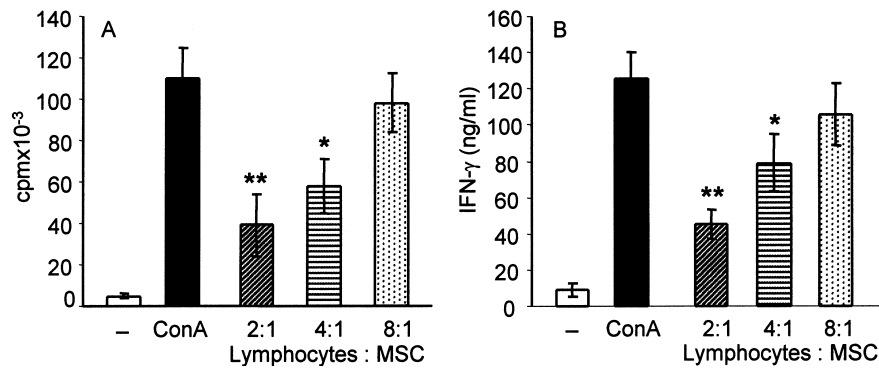 A
140
120
100
80
60
40
20
0
cpmx10-3
**
*
– ConA 2:1 4:1 8:1
Lymphocytes : MSC
B
160
140
120
100
80
60
40
20
0
IFN-γ (ng/ml)
**
*
– ConA 2:1 4:1 8:1
Lymphocytes : MSC